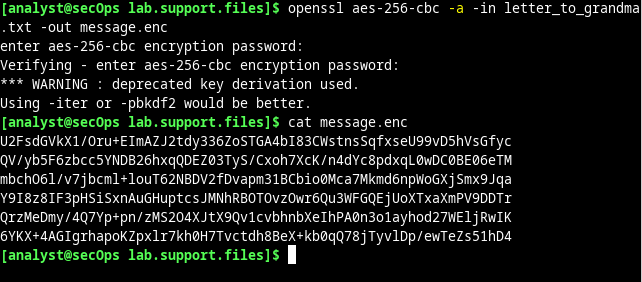 [analyst@secOps lab.support.files]$ openssl aes-256-cbc -a -in letter_to_grandma
.txt -out message.enc
enter aes-256-cbc encryption password:
Verifying - enter aes-256-cbc encryption password:
*** WARNING : deprecated key derivation used.
Using -iter or -pbkdf2 would be better.
[analyst@secOps lab.support.files]$ cat message.enc
U2FsdGVkX1/Oru+EImAZJ2tdy336ZoSTGA4bI83CWstnsSqfxseU99vD5hVsGfyc
QV/yb5F6zbcc5YNDB26hxqQDEZ03TyS/Cxoh7XcK/n4dYc8pdxqL0wDC0BE06eTM
mbchO6l/v7jbcml+louT62NBDV2fDvapm31BCbio0Mca7Mkmd6npWoGXjSmx9Jqa
Y9I8z8IF3pHSiSxnAuGHuptcsJMNhRBOTOvzOwr6Qu3WFGQEjUoXTxaXmPV9DDTr
QrzMeDmy/4Q7Yp+pn/zMS2O4XJtX9Qv1cvbhnbXeIhPA0n3o1ayhod27WEljRwIK
6YKX+4AGIgrhapoKZpxlr7kh0H7Tvctdh8BeX+kb0qQ78jTyvlDp/ewTeZs51hD4
[analyst@secOps lab.support.files]$